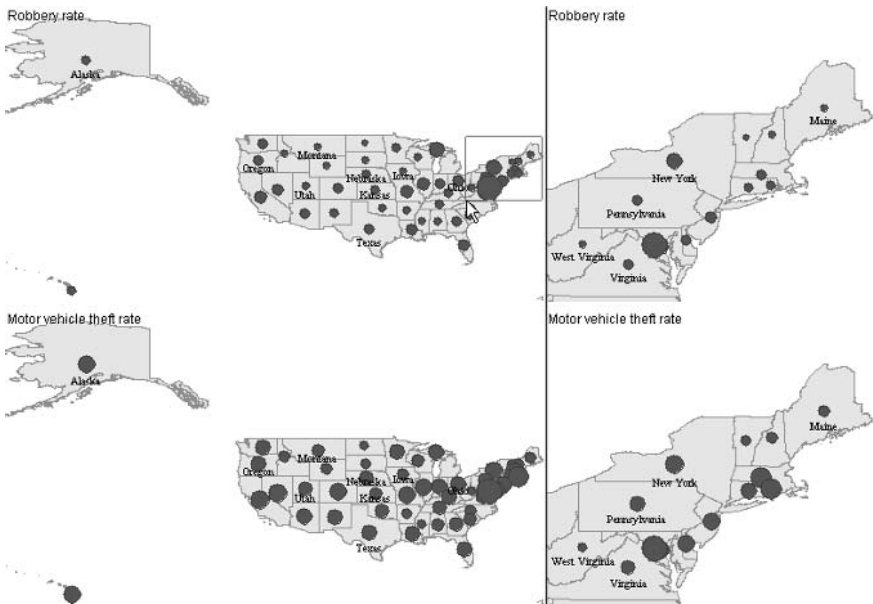 Robbery rate
Alaska
Montana
Oregon
Nebraska
Iowa
Ohio
Utah
Kansas
Texas
Robbery rate
Maine
New York
Pennsylvania
West Virginia
Virginia
Motor vehicle theft rate
Alaska
Montana
Oregon
Nebraska
Iowa
Ohio
Utah
Kansas
Texas
Motor vehicle theft rate
Maine
New York
Pennsylvania
West Virginia
Virginia